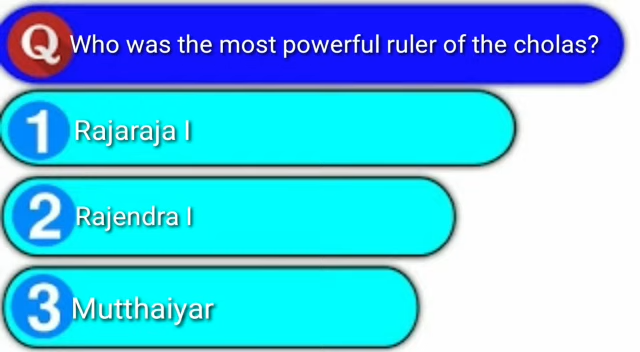 Q Who was the most powerful ruler of the cholas?
1 Rajaraja I
2 Rajendra I
3 Mutthaiyar